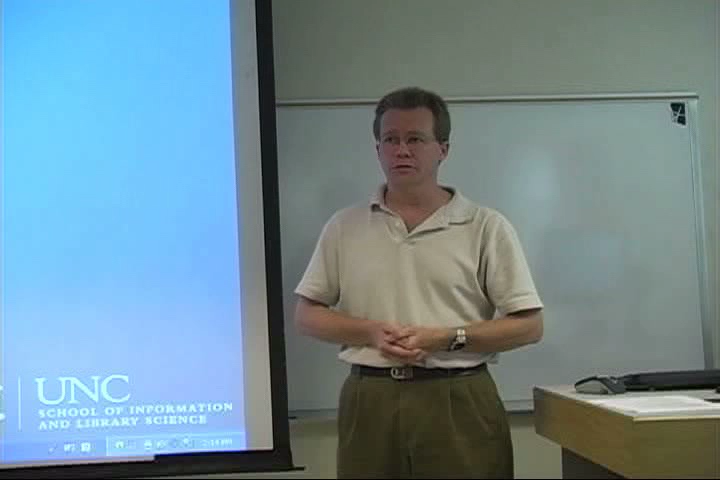 UNC
SCHOOL OF INFORMATION
AND LIBRARY SCIENCE